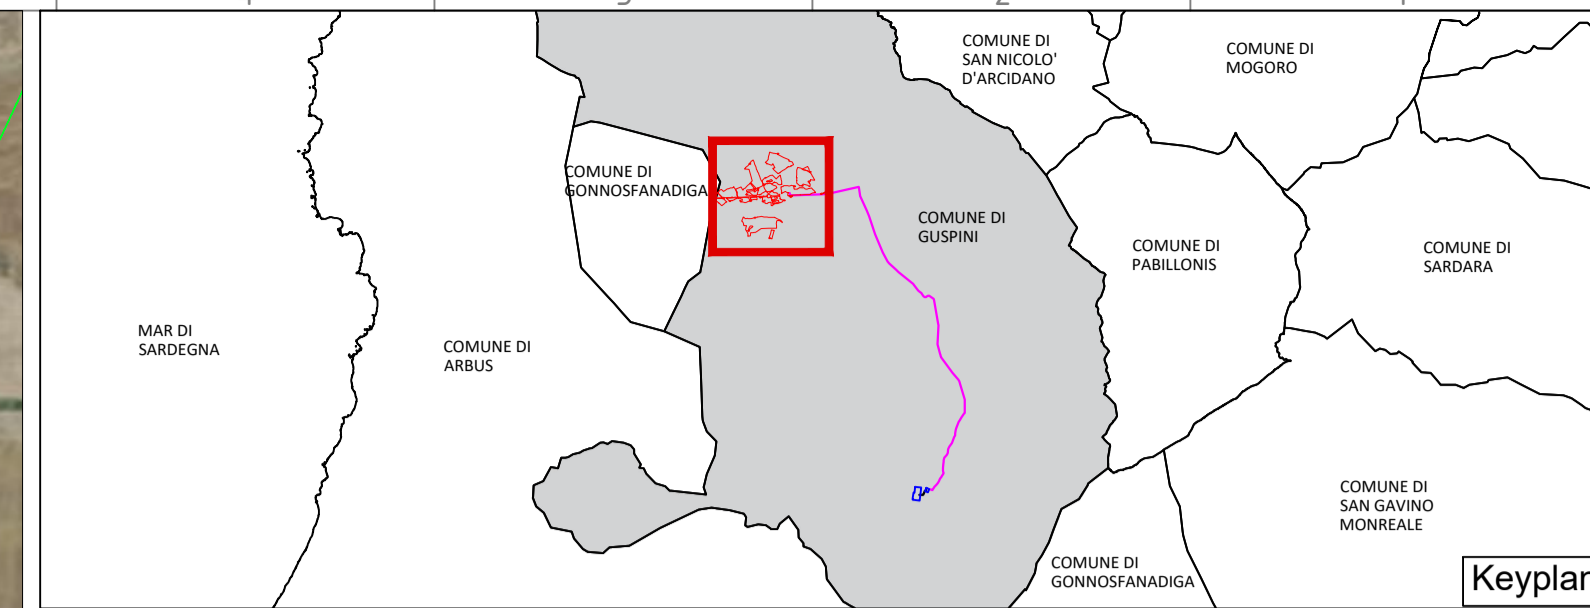 COMUNE DI
SAN NICOLO'
D'ARCIDANO
COMUNE DI
MOGORO
COMUNE DI
GONNOSFANADIGA
COMUNE DI
GUSPINI
COMUNE DI
PABILLONIS
COMUNE DI
SARDARA
MAR DI
SARDEGNA
COMUNE DI
ARBUS
COMUNE DI
SAN GAVINO
MONREALE
COMUNE DI
GONNOSFANADIGA
Keyplan